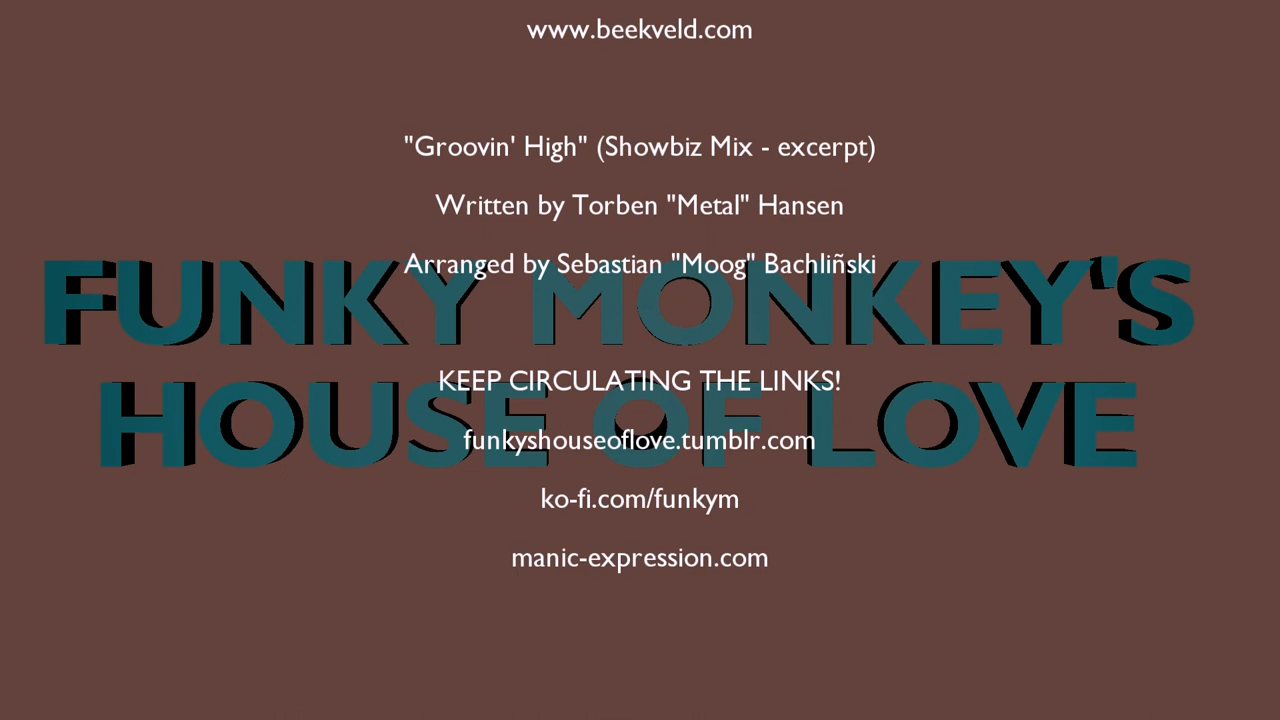 www.beekveld.com
"Groovin' High" (Showbiz Mix - excerpt)
Written by Torben "Metal" Hansen
Arranged by Sebastian "Moog" Bachliñski
FUNKY MONKEY'S
KEEP CIRCULATING THE LINKS!
HOUSE OF LOVE
funkyshouseoflove.tumblr.com
ko-fi.com/funkym
manic-expression.com